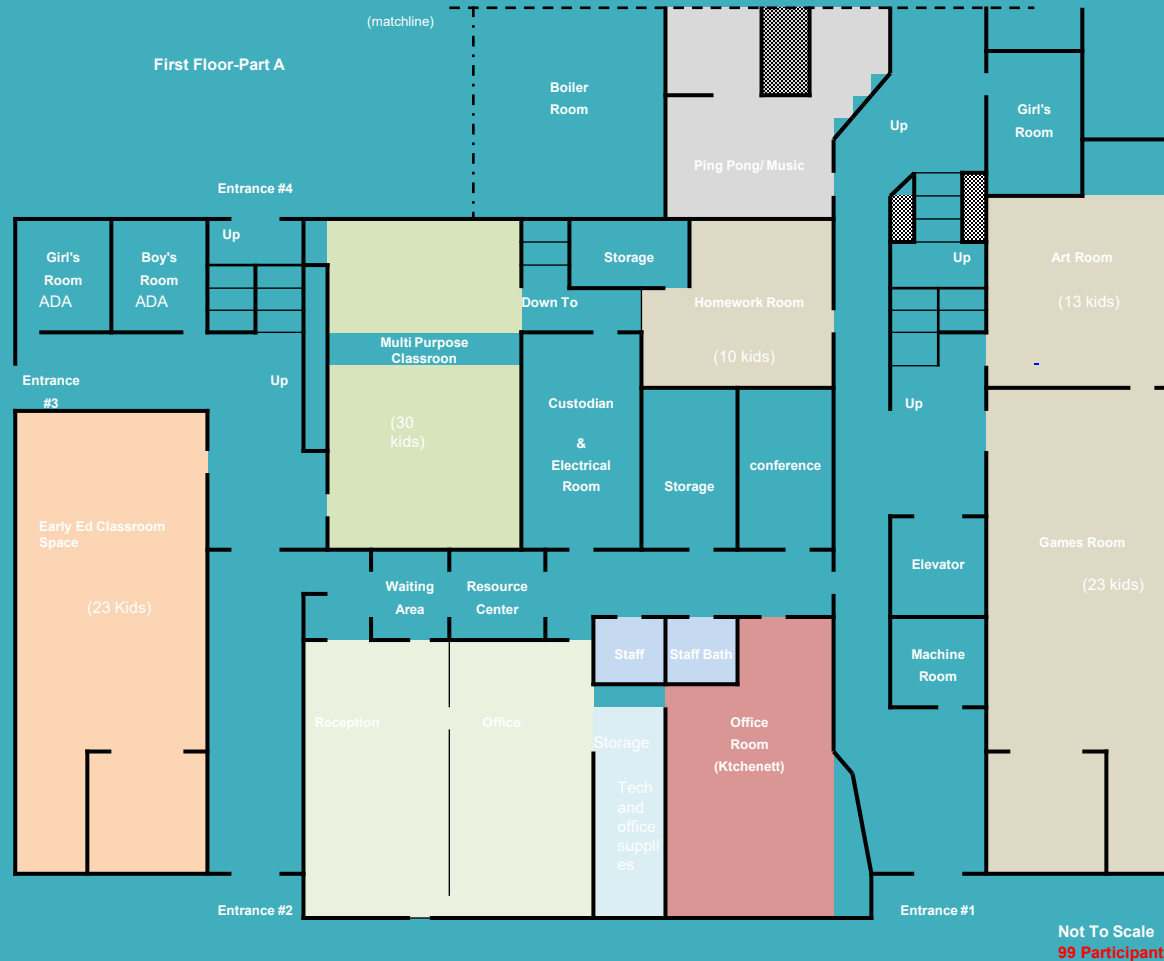 (matchline)
First Floor-Part A
Boiler
Room
Girl's
Room
Up
Ping Pong/ Music
Entrance #4
Up
Girl's
Room
ADA
Boy's
Room
ADA
Storage
Up
Art Room
(13 kids)
Down To
Homework Room
(10 kids)
Multi Purpose
Classroon
(30
kids)
Entrance
#3
Up
Custodian
&
Electrical
Room
Up
Storage
conference
Early Ed Classroom
Space
(23 Kids)
Games Room
(23 kids)
Elevator
Waiting
Area
Resource
Center
Staff
Staff Bath
Machine
Room
Reception
Office
Storage
Tech
and
office
suppli
es
Office
Room
(Ktchenett)
Entrance #2
Entrance #1
Not To Scale
99 Participant